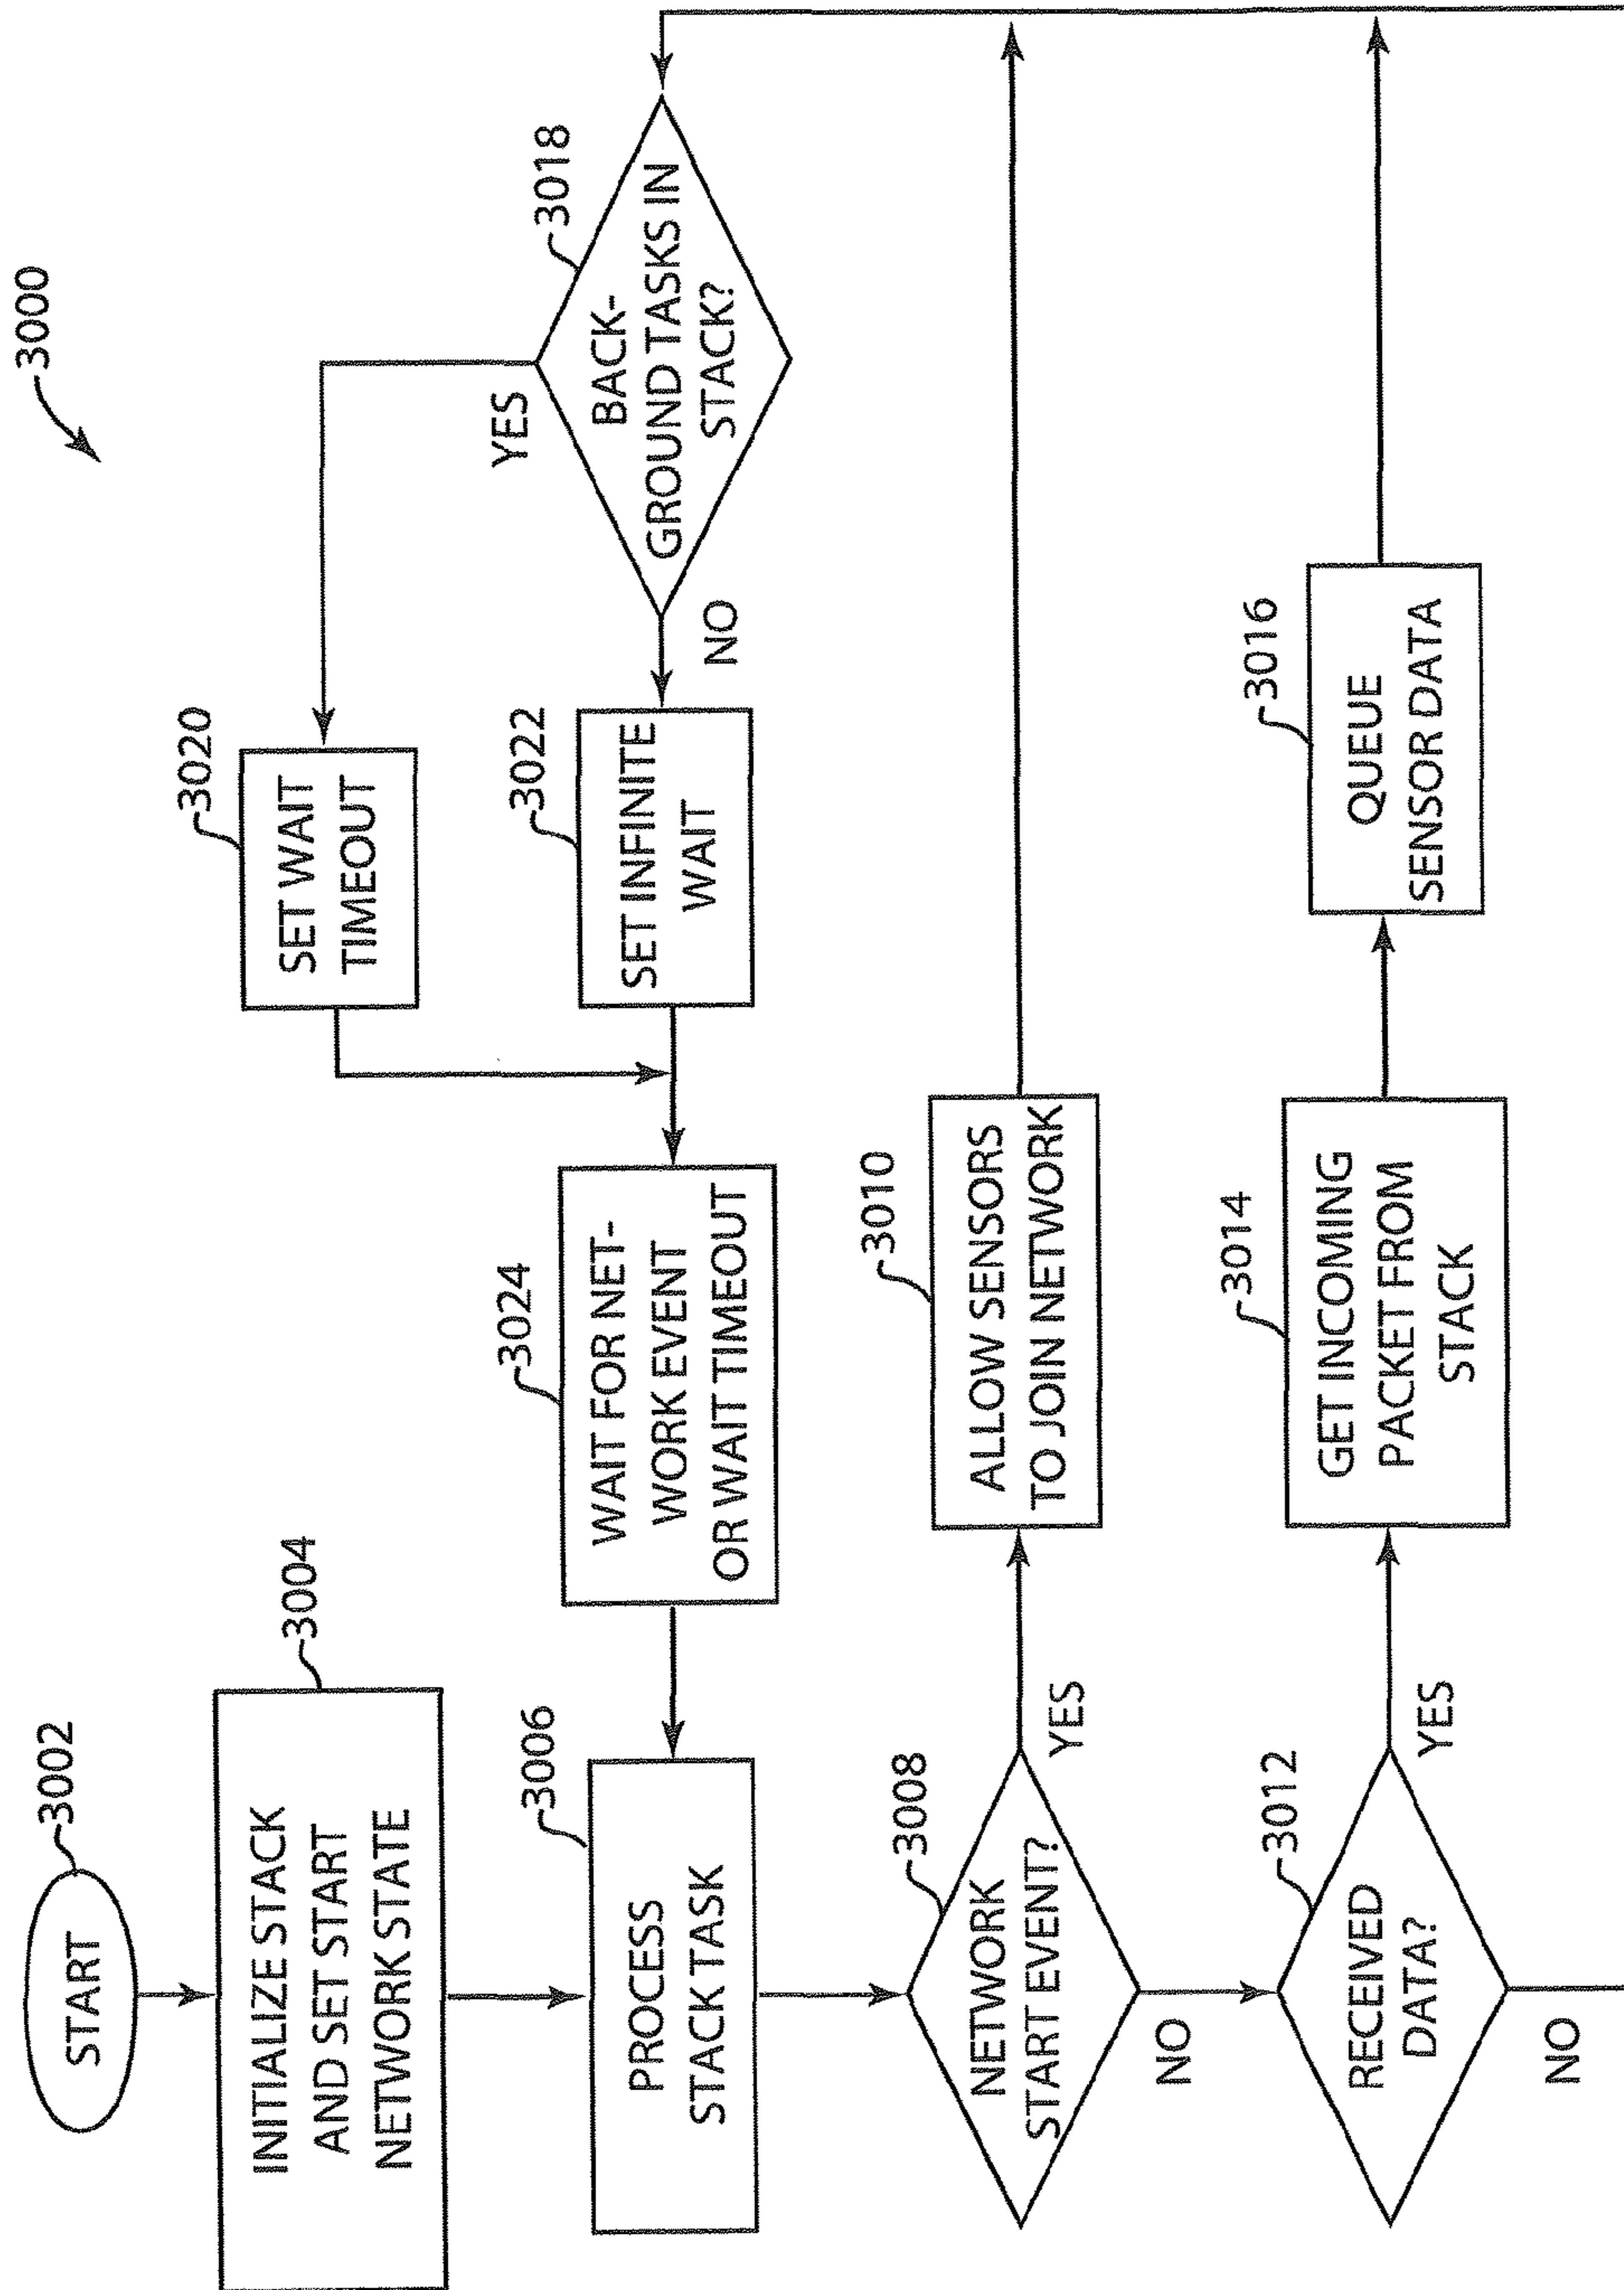 3000
START
3002
INITIALIZE STACK
AND SET START
NETWORK STATE
3004
PROCESS
STACK TASK
3006
NETWORK
START EVENT?
3008
YES
NO
ALLOW SENSORS
TO JOIN NETWORK
3010
RECEIVED
DATA?
3012
YES
NO
GET INCOMING
PACKET FROM
STACK
3014
QUEUE
SENSOR DATA
3016
BACK-
GROUND TASKS IN
STACK?
3018
YES
NO
SET WAIT
TIMEOUT
3020
SET INFINITE
WAIT
3022
WAIT FOR NET-
WORK EVENT
OR WAIT TIMEOUT
3024